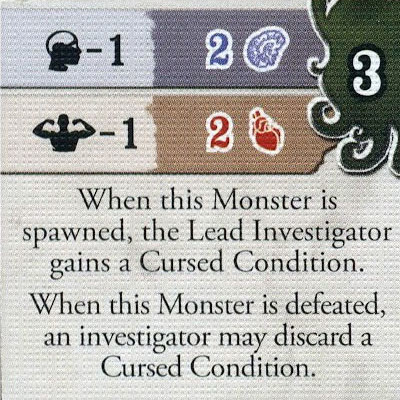 -1 2
3
-1 2
When this Monster is
spawned, the Lead Investigator
gains a Cursed Condition.
When this Monster is defeated,
an investigator may discard a
Cursed Condition.